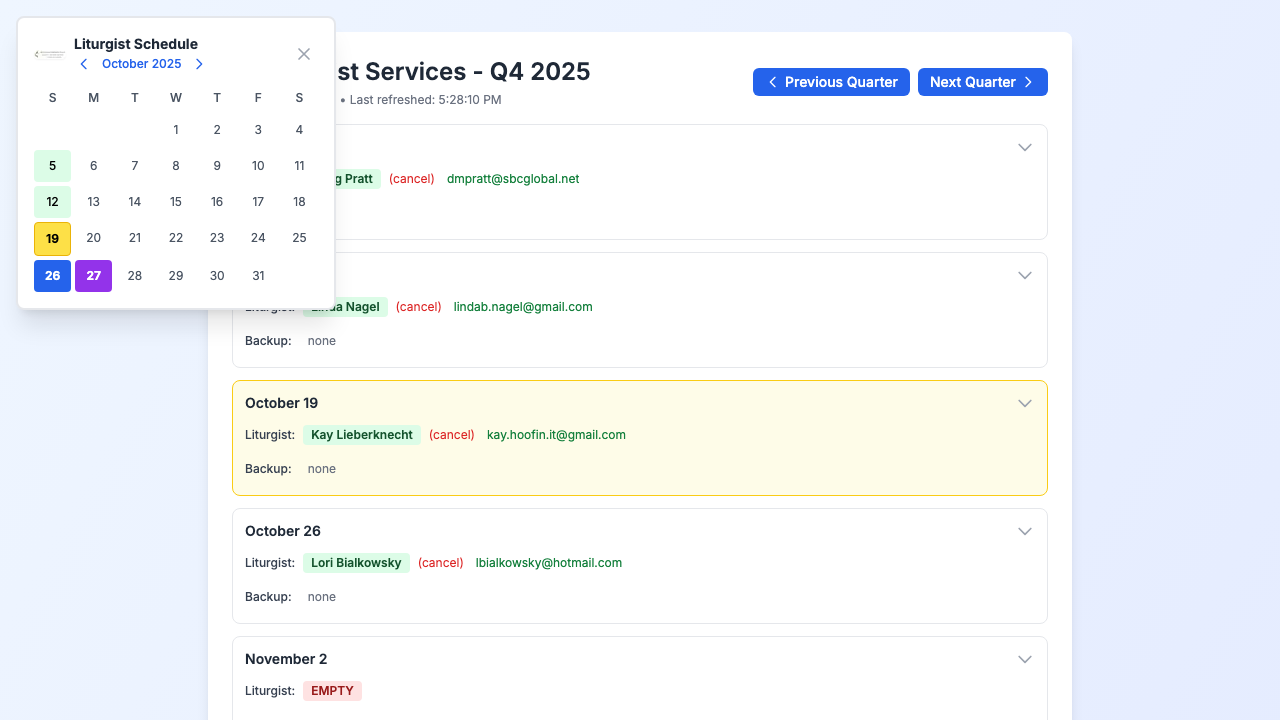 Liturgist Schedule
October 2025
S M T W T F S
1 2 3 4
5 6 7 8 9 10 11
12 13 14 15 16 17 18
19 20 21 22 23 24 25
26 27 28 29 30 31
st Services - Q4 2025
• Last refreshed: 5:28:10 PM
Previous Quarter Next Quarter
g Pratt (cancel) dmpratt@sbcglobal.net
Liturgist: Linda Nagel (cancel) lindab.nagel@gmail.com
Backup: none
October 19
Liturgist: Kay Lieberknecht (cancel) kay.hoofin.it@gmail.com
Backup: none
October 26
Liturgist: Lori Bialkowsky (cancel) lbialkowsky@hotmail.com
Backup: none
November 2
Liturgist: EMPTY